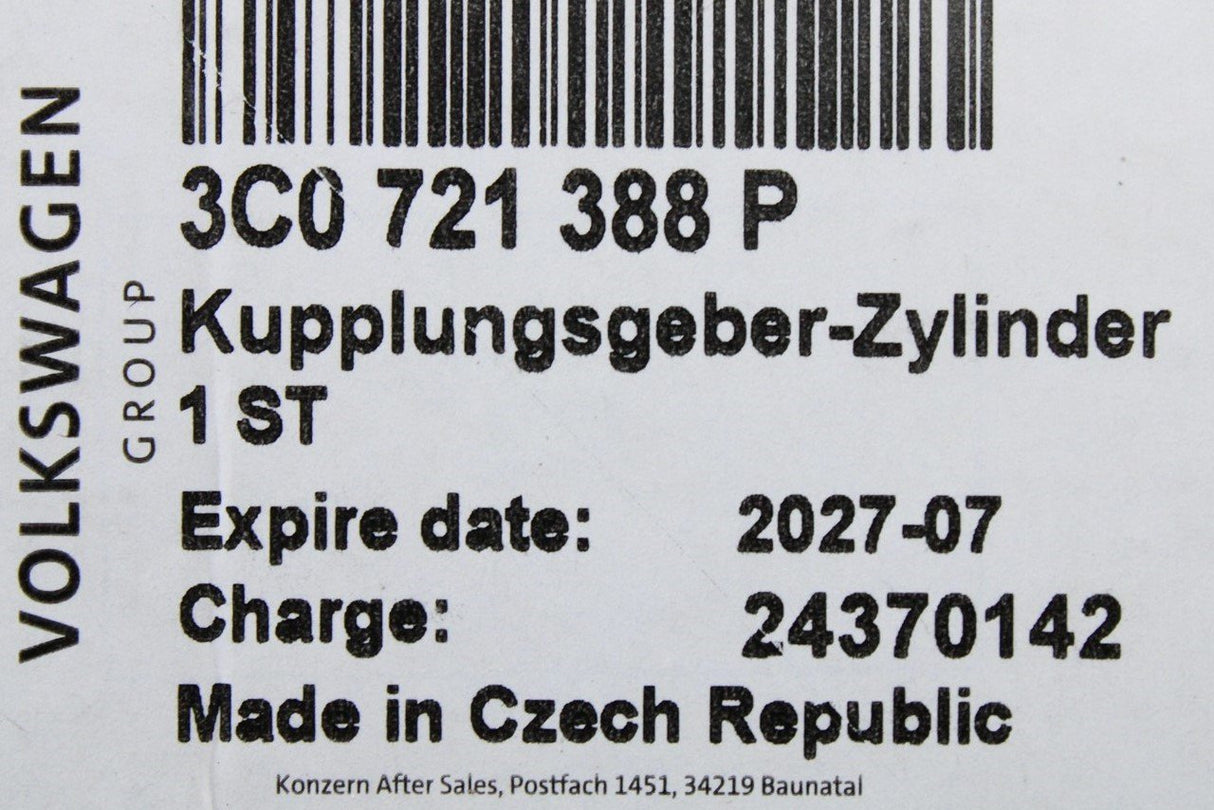 VOLKSWAGEN
GROUP
3C0 721 388 P
Kupplungsgeber-Zylinder
1 ST
Expire date: 2027-07
Charge: 24370142
Made in Czech Republic
Konzern After Sales, Postfach 1451, 34219 Baunatal